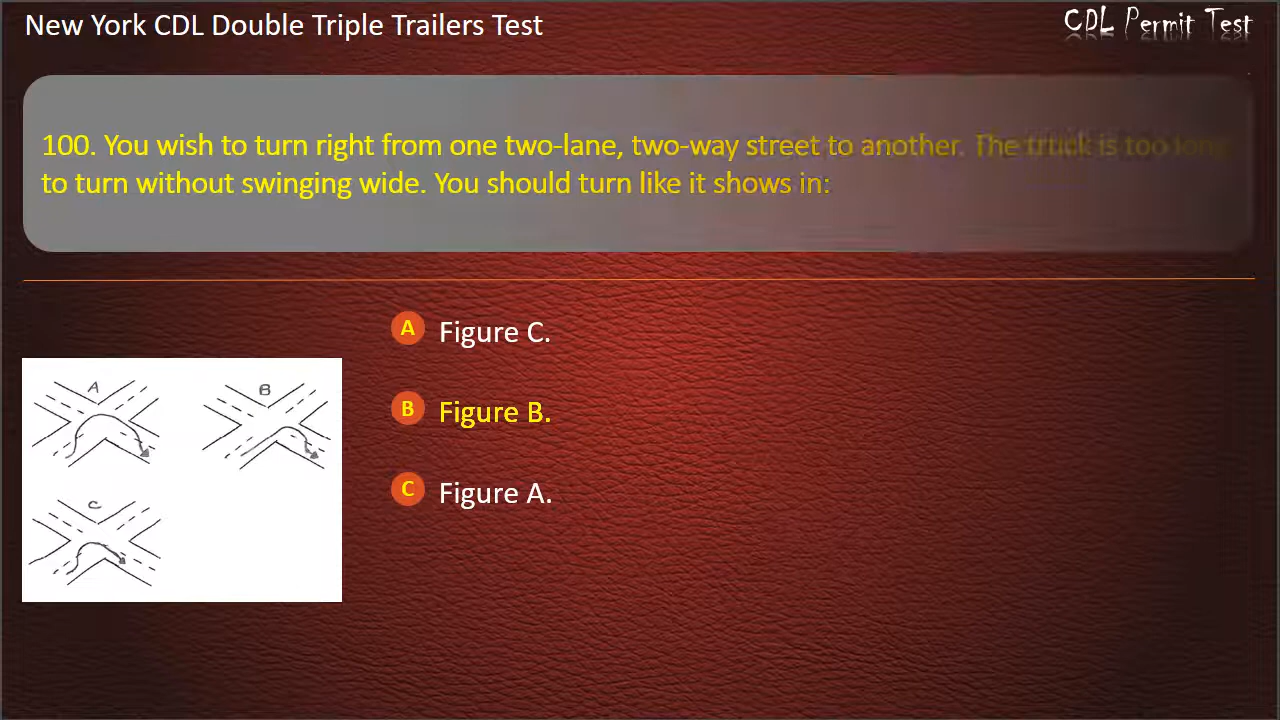 New York CDL Double Triple Trailers Test
CDL Permit Test
100. You wish to turn right from one two-lane, two-way street to another. The truck is too long
to turn without swinging wide. You should turn like it shows in:
A Figure C.
B Figure B.
C Figure A.
A
B
C